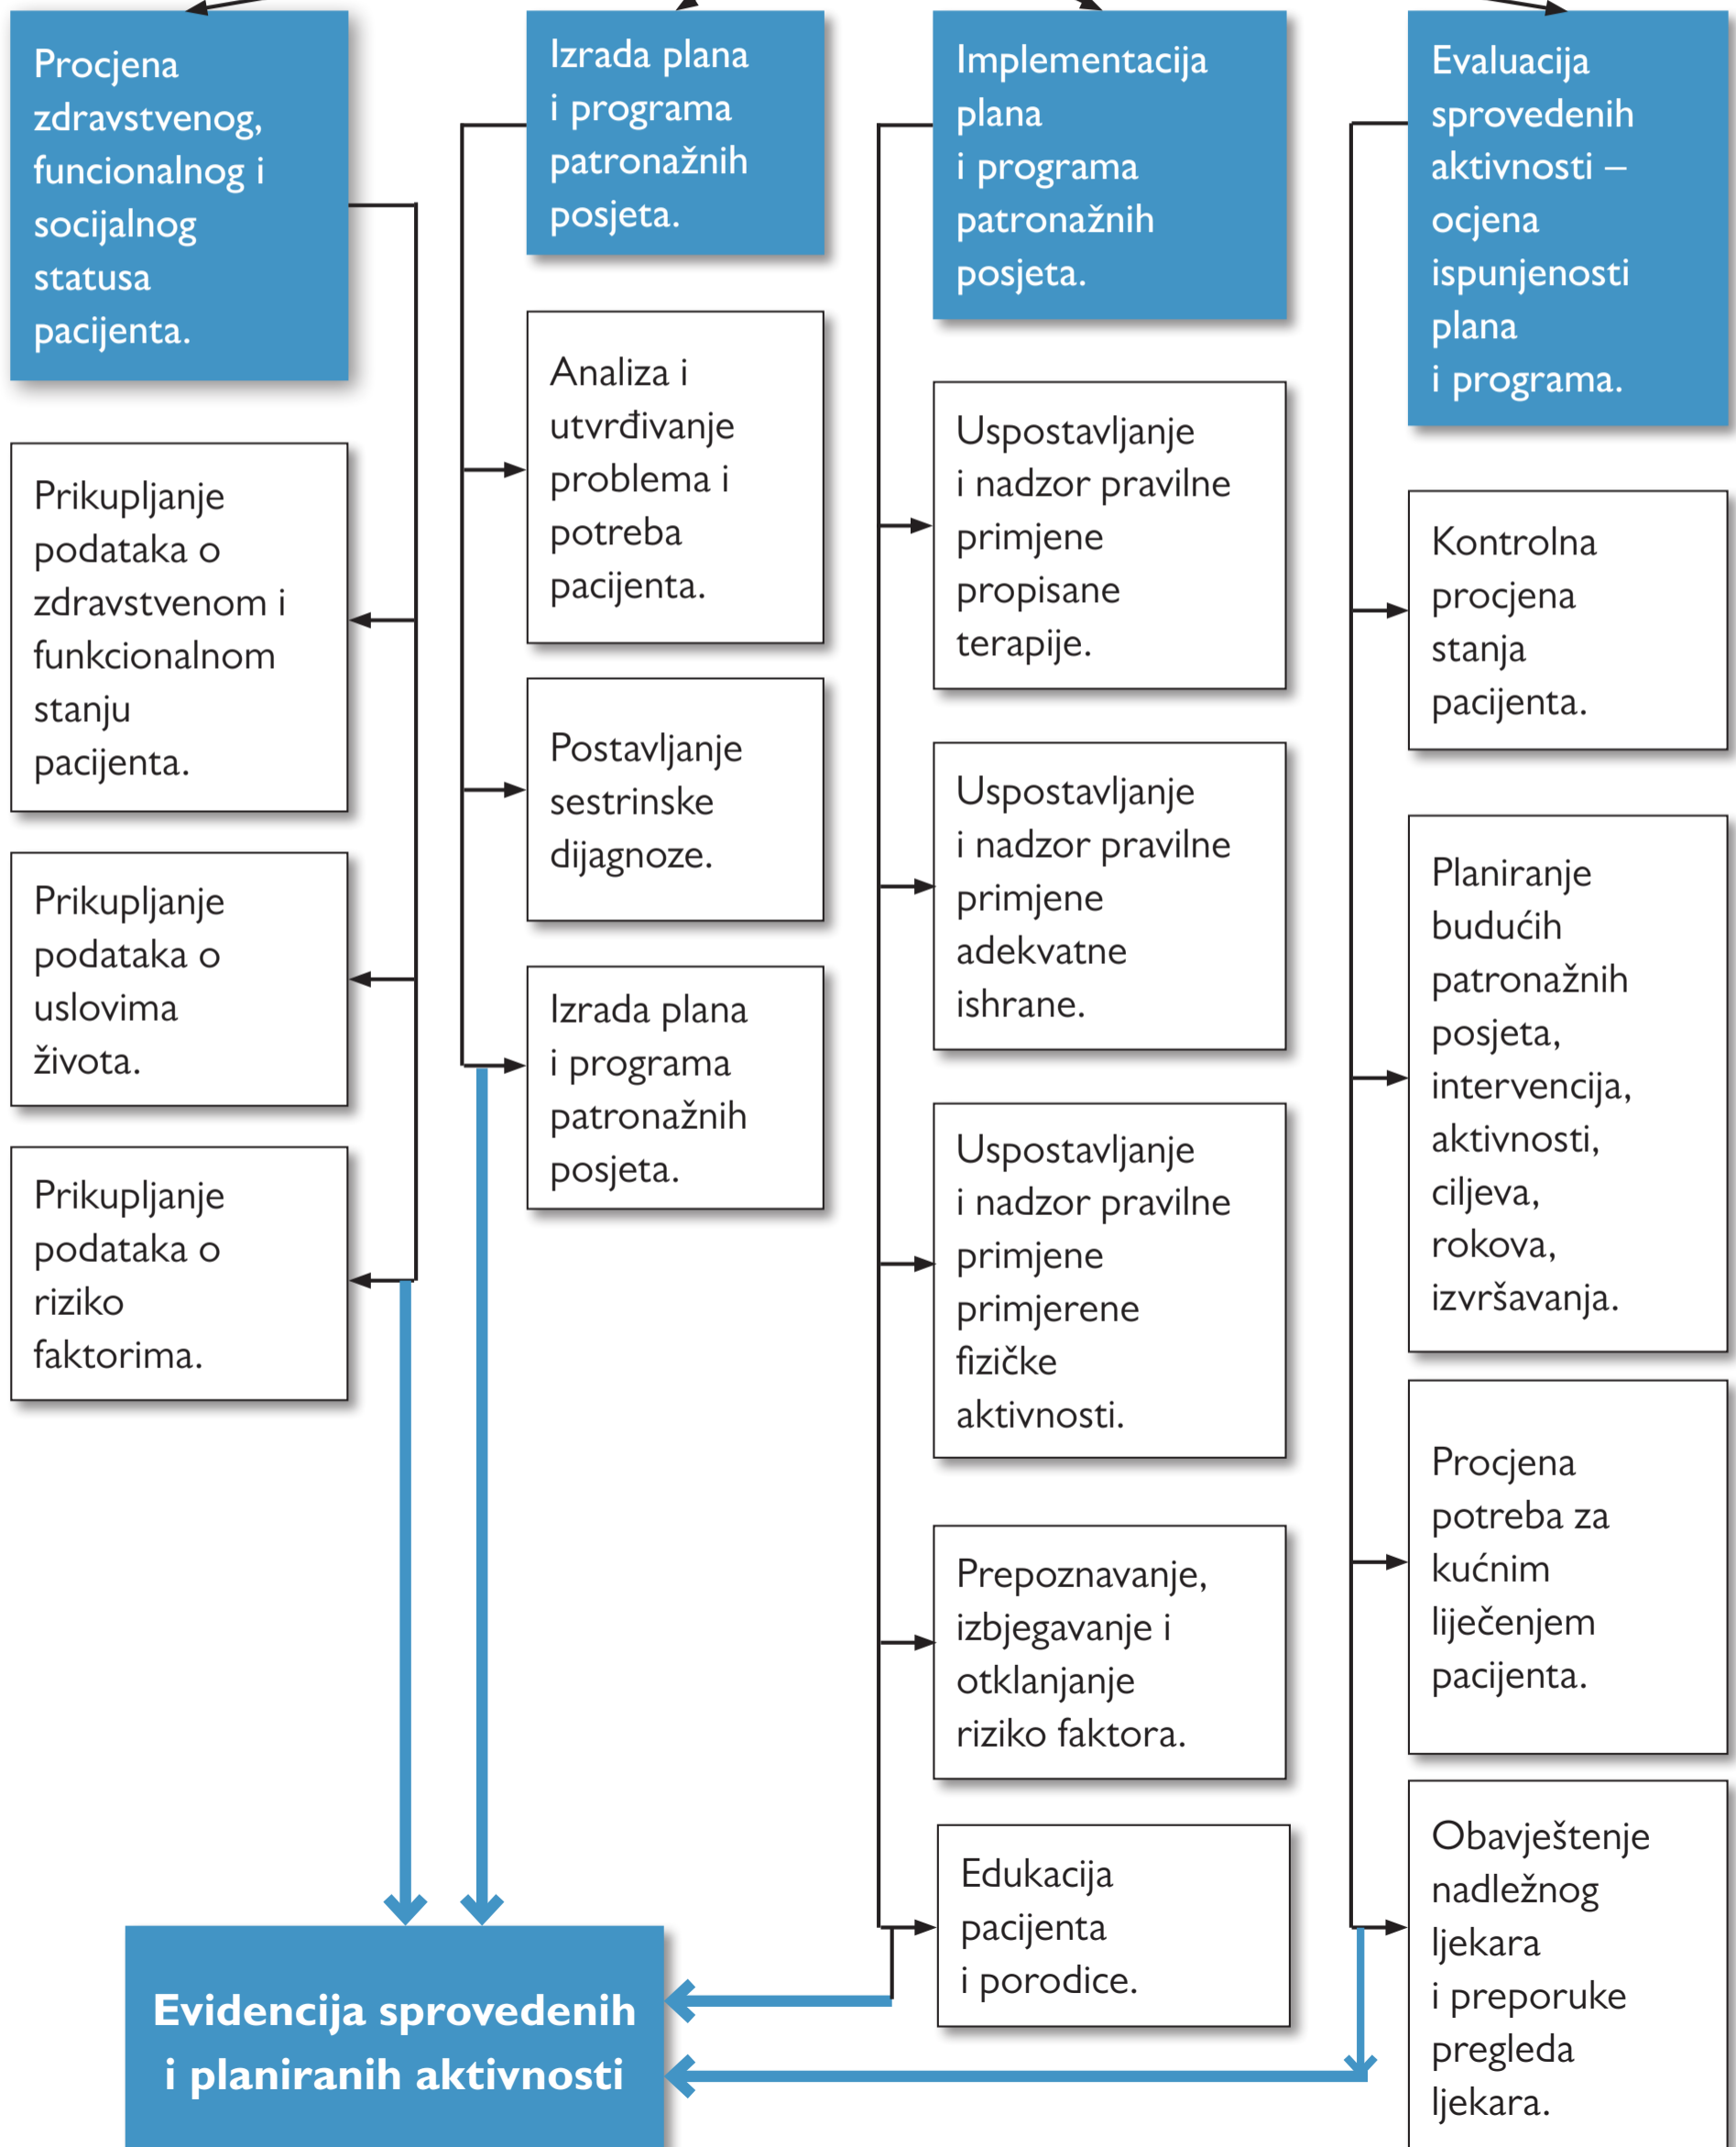 Procjena
zdravstvenog,
funcionalnog i
socijalnog
statusa
pacijenta.
Prikupljanje
podataka o
zdravstvenom i
funkcionalnom
stanju
pacijenta.
Prikupljanje
podataka o
uslovima
života.
Prikupljanje
podataka o
riziko
faktorima.
Izrada plana
i programa
patronažnih
posjeta.
Analiza i
utvrđivanje
problema i
potreba
pacijenta.
Postavljanje
sestrinske
dijagnoze.
Izrada plana
i programa
patronažnih
posjeta.
Implementacija
plana
i programa
patronažnih
posjeta.
Uspostavljanje
i nadzor pravilne
primjene
propisane
terapije.
Uspostavljanje
i nadzor pravilne
primjene
adekvatne
ishrane.
Uspostavljanje
i nadzor pravilne
primjene
primjerene
fizičke
aktivnosti.
Prepoznavanje,
izbjegavanje i
otklanjanje
riziko faktora.
Edukacija
pacijenta
i porodice.
Evaluacija
sprovedenih
aktivnosti –
ocjena
ispunjenosti
plana
i programa.
Kontrolna
procjena
stanja
pacijenta.
Planiranje
budućih
patronažnih
posjeta,
intervencija,
aktivnosti,
ciljeva,
rokova,
izvršavanja.
Procjena
potreba za
kućnim
liječenjem
pacijenta.
Obavještenje
nadležnog
ljekara
i preporuke
pregleda
ljekara.
Evidencija sprovedenih
i planiranih aktivnosti